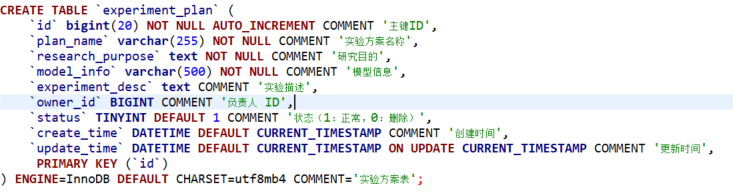 CREATE TABLE `experiment_plan` (
`id` bigint(20) NOT NULL AUTO_INCREMENT COMMENT '主键ID',
`plan_name` varchar(255) NOT NULL COMMENT '实验方案名称',
`research_purpose` text NOT NULL COMMENT '研究目的',
`model_info` varchar(500) NOT NULL COMMENT '模型信息',
`experiment_desc` text COMMENT '实验描述',
`owner_id` BIGINT COMMENT '负责人 ID',
`status` TINYINT DEFAULT 1 COMMENT '状态（1：正常，0：删除）',
`create_time` DATETIME DEFAULT CURRENT_TIMESTAMP COMMENT '创建时间',
`update_time` DATETIME DEFAULT CURRENT_TIMESTAMP ON UPDATE CURRENT_TIMESTAMP COMMENT '更新时间',
PRIMARY KEY (`id`)
) ENGINE=InnoDB DEFAULT CHARSET=utf8mb4 COMMENT='实验方案表';